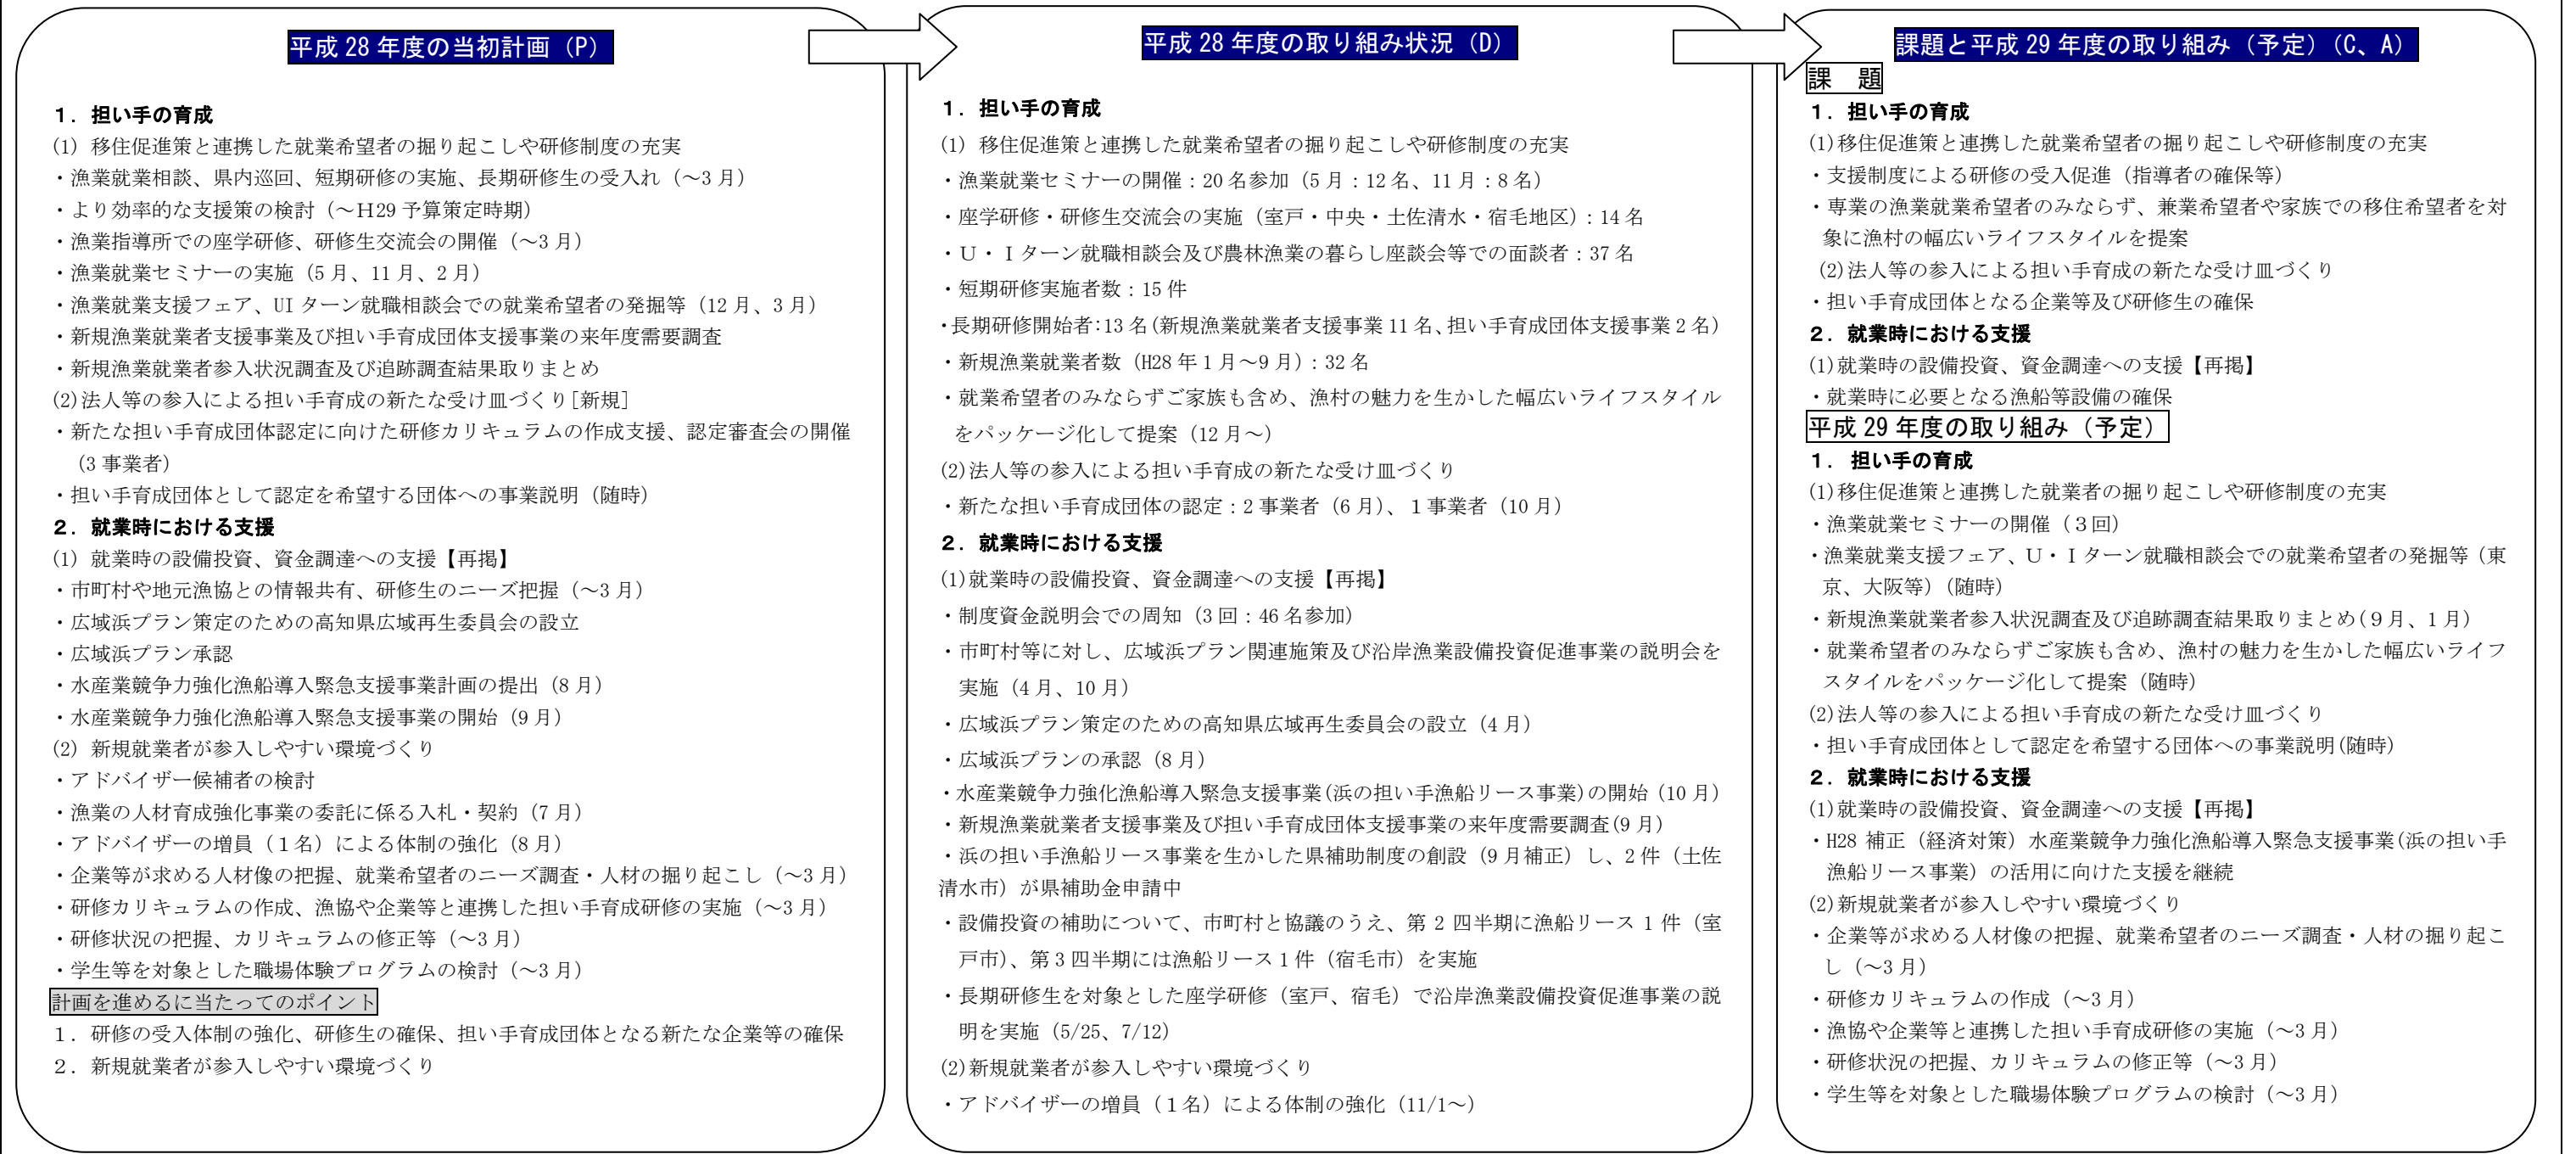 平成 28 年度の当初計画（P）
1．担い手の育成
(1) 移住促進策と連携した就業希望者の掘り起こしや研修制度の充実
・漁業就業相談、県内巡回、短期研修の実施、長期研修生の受入れ（～3 月）
・より効率的な支援策の検討（～Ｈ29 予算策定時期）
・漁業指導所での座学研修、研修生交流会の開催（～3 月）
・漁業就業セミナーの実施（5 月、11 月、2 月）
・漁業就業支援フェア、UI ターン就職相談会での就業希望者の発掘等（12 月、3 月）
・新規漁業就業者支援事業及び担い手育成団体支援事業の来年度需要調査
・新規漁業就業者参入状況調査及び追跡調査結果取りまとめ
(2)法人等の参入による担い手育成の新たな受け皿づくり[新規]
・新たな担い手育成団体認定に向けた研修カリキュラムの作成支援、認定審査会の開催
（3 事業者）
・担い手育成団体として認定を希望する団体への事業説明（随時）
2．就業時における支援
(1) 就業時の設備投資、資金調達への支援【再掲】
・市町村や地元漁協との情報共有、研修生のニーズ把握（～3 月）
・広域浜プラン策定のための高知県広域再生委員会の設立
・広域浜プラン承認
・水産業競争力強化漁船導入緊急支援事業計画の提出（8 月）
・水産業競争力強化漁船導入緊急支援事業の開始（9 月）
(2) 新規就業者が参入しやすい環境づくり
・アドバイザー候補者の検討
・漁業の人材育成強化事業の委託に係る入札・契約（7 月）
・アドバイザーの増員（１名）による体制の強化（8 月）
・企業等が求める人材像の把握、就業希望者のニーズ調査・人材の掘り起こし（～3 月）
・研修カリキュラムの作成、漁協や企業等と連携した担い手育成研修の実施（～3 月）
・研修状況の把握、カリキュラムの修正等（～3 月）
・学生等を対象とした職場体験プログラムの検討（～3 月）
計画を進めるに当たってのポイント
１．研修の受入体制の強化、研修生の確保、担い手育成団体となる新たな企業等の確保
２．新規就業者が参入しやすい環境づくり
平成 28 年度の取り組み状況（D）
1．担い手の育成
(1) 移住促進策と連携した就業希望者の掘り起こしや研修制度の充実
・漁業就業セミナーの開催：20 名参加（5 月：12 名、11 月：8 名）
・座学研修・研修生交流会の実施（室戸・中央・土佐清水・宿毛地区）：14 名
・Ｕ・Ｉターン就職相談会及び農林漁業の暮らし座談会等での面談者：37 名
・短期研修実施者数：15 件
・長期研修開始者：13 名（新規漁業就業者支援事業 11 名、担い手育成団体支援事業 2 名）
・新規漁業就業者数（H28 年 1 月～9 月）：32 名
・就業希望者のみならずご家族も含め、漁村の魅力を生かした幅広いライフスタイル
をパッケージ化して提案（12 月～）
(2)法人等の参入による担い手育成の新たな受け皿づくり
・新たな担い手育成団体の認定：2 事業者（6 月）、１事業者（10 月）
2．就業時における支援
(1)就業時の設備投資、資金調達への支援【再掲】
・制度資金説明会での周知（3 回：46 名参加）
・市町村等に対し、広域浜プラン関連施策及び沿岸漁業設備投資促進事業の説明会を
実施（4 月、10 月）
・広域浜プラン策定のための高知県広域再生委員会の設立（4 月）
・広域浜プランの承認（8 月）
・水産業競争力強化漁船導入緊急支援事業(浜の担い手漁船リース事業)の開始（10 月）
・新規漁業就業者支援事業及び担い手育成団体支援事業の来年度需要調査(9 月）
・浜の担い手漁船リース事業を生かした県補助制度の創設（9 月補正）し、2 件（土佐
清水市）が県補助金申請中
・設備投資の補助について、市町村と協議のうえ、第 2 四半期に漁船リース 1 件（室
戸市）、第 3 四半期には漁船リース 1 件（宿毛市）を実施
・長期研修生を対象とした座学研修（室戸、宿毛）で沿岸漁業設備投資促進事業の説
明を実施（5/25、7/12）
(2)新規就業者が参入しやすい環境づくり
・アドバイザーの増員（１名）による体制の強化（11/1～）
課題と平成 29 年度の取り組み（予定）（C、A）
課　題
1．担い手の育成
(1)移住促進策と連携した就業希望者の掘り起こしや研修制度の充実
・支援制度による研修の受入促進（指導者の確保等）
・専業の漁業就業希望者のみならず、兼業希望者や家族での移住希望者を対
象に漁村の幅広いライフスタイルを提案
(2)法人等の参入による担い手育成の新たな受け皿づくり
・担い手育成団体となる企業等及び研修生の確保
2．就業時における支援
(1)就業時の設備投資、資金調達への支援【再掲】
・就業時に必要となる漁船等設備の確保
平成 29 年度の取り組み（予定）
1． 担い手の育成
(1)移住促進策と連携した就業者の掘り起こしや研修制度の充実
・漁業就業セミナーの開催（３回）
・漁業就業支援フェア、Ｕ・Ｉターン就職相談会での就業希望者の発掘等（東
京、大阪等）（随時）
・新規漁業就業者参入状況調査及び追跡調査結果取りまとめ(９月、１月)
・就業希望者のみならずご家族も含め、漁村の魅力を生かした幅広いライフ
スタイルをパッケージ化して提案（随時）
(2)法人等の参入による担い手育成の新たな受け皿づくり
・担い手育成団体として認定を希望する団体への事業説明(随時)
2．就業時における支援
(1)就業時の設備投資、資金調達への支援【再掲】
・H28 補正（経済対策）水産業競争力強化漁船導入緊急支援事業(浜の担い手
漁船リース事業）の活用に向けた支援を継続
(2)新規就業者が参入しやすい環境づくり
・企業等が求める人材像の把握、就業希望者のニーズ調査・人材の掘り起こ
し（～3 月）
・研修カリキュラムの作成（～3 月）
・漁協や企業等と連携した担い手育成研修の実施（～3 月）
・研修状況の把握、カリキュラムの修正等（～3 月）
・学生等を対象とした職場体験プログラムの検討（～3 月）